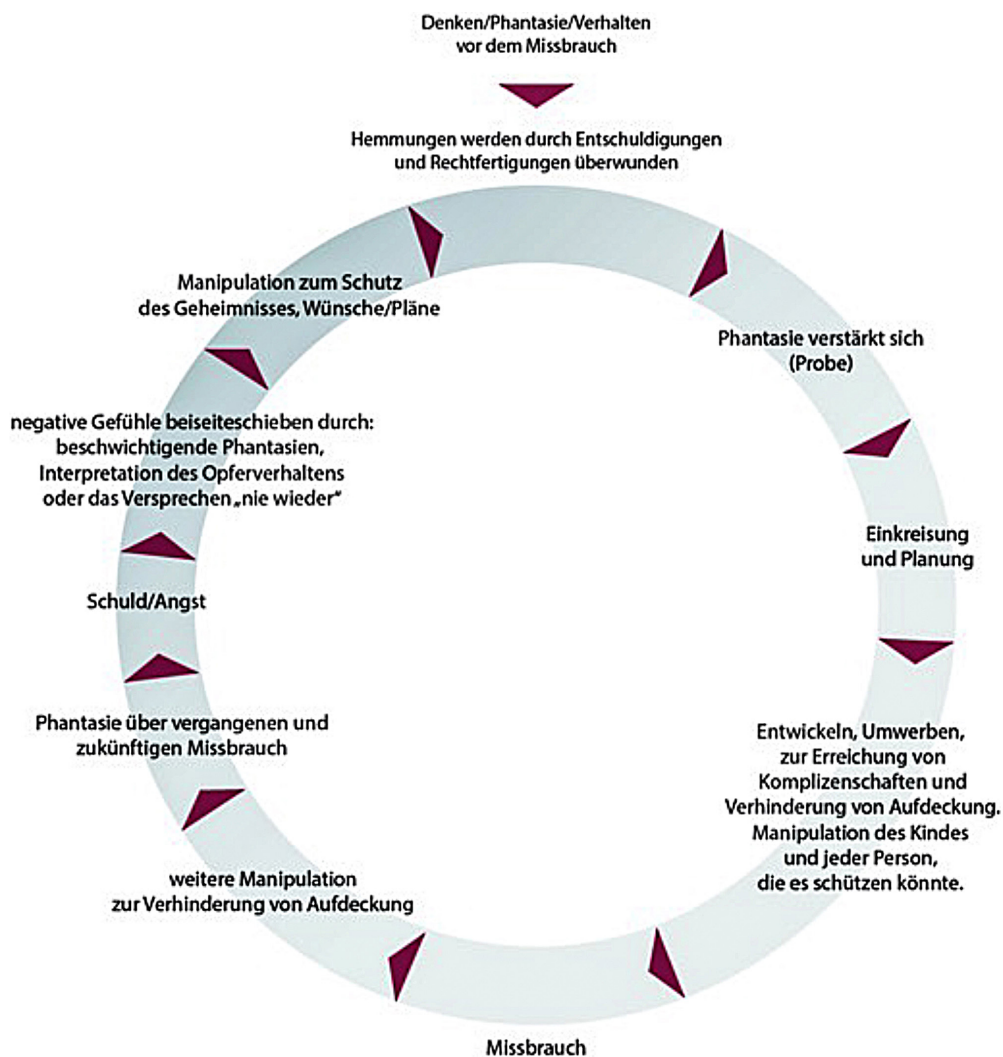 Denken/Phantasie/Verhalten
vor dem Missbrauch
Hemmungen werden durch Entschuldigungen
und Rechtfertigungen überwunden
Phantasie verstärkt sich
(Probe)
Einkreisung
und Planung
Entwickeln, Umwerben,
zur Erreichung von
Komplizenschaften und
Verhinderung von Aufdeckung.
Manipulation des Kindes
und jeder Person,
die es schützen könnte.
Missbrauch
weitere Manipulation
zur Verhinderung von Aufdeckung
Phantasie über vergangenen und
zukünftigen Missbrauch
Schuld/Angst
negative Gefühle beiseiteschieben durch:
beschwichtigende Phantasien,
Interpretation des Opferverhaltens
oder das Versprechen „nie wieder“
Manipulation zum Schutz
des Geheimnisses, Wünsche/Pläne